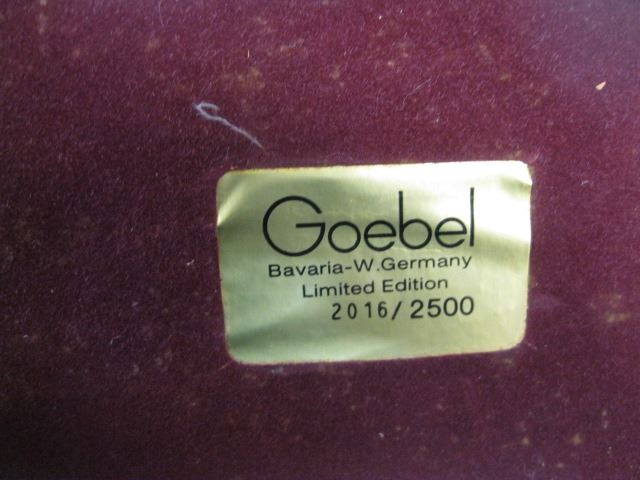 Goebel
Bavaria-W.Germany
Limited Edition
2016/2500